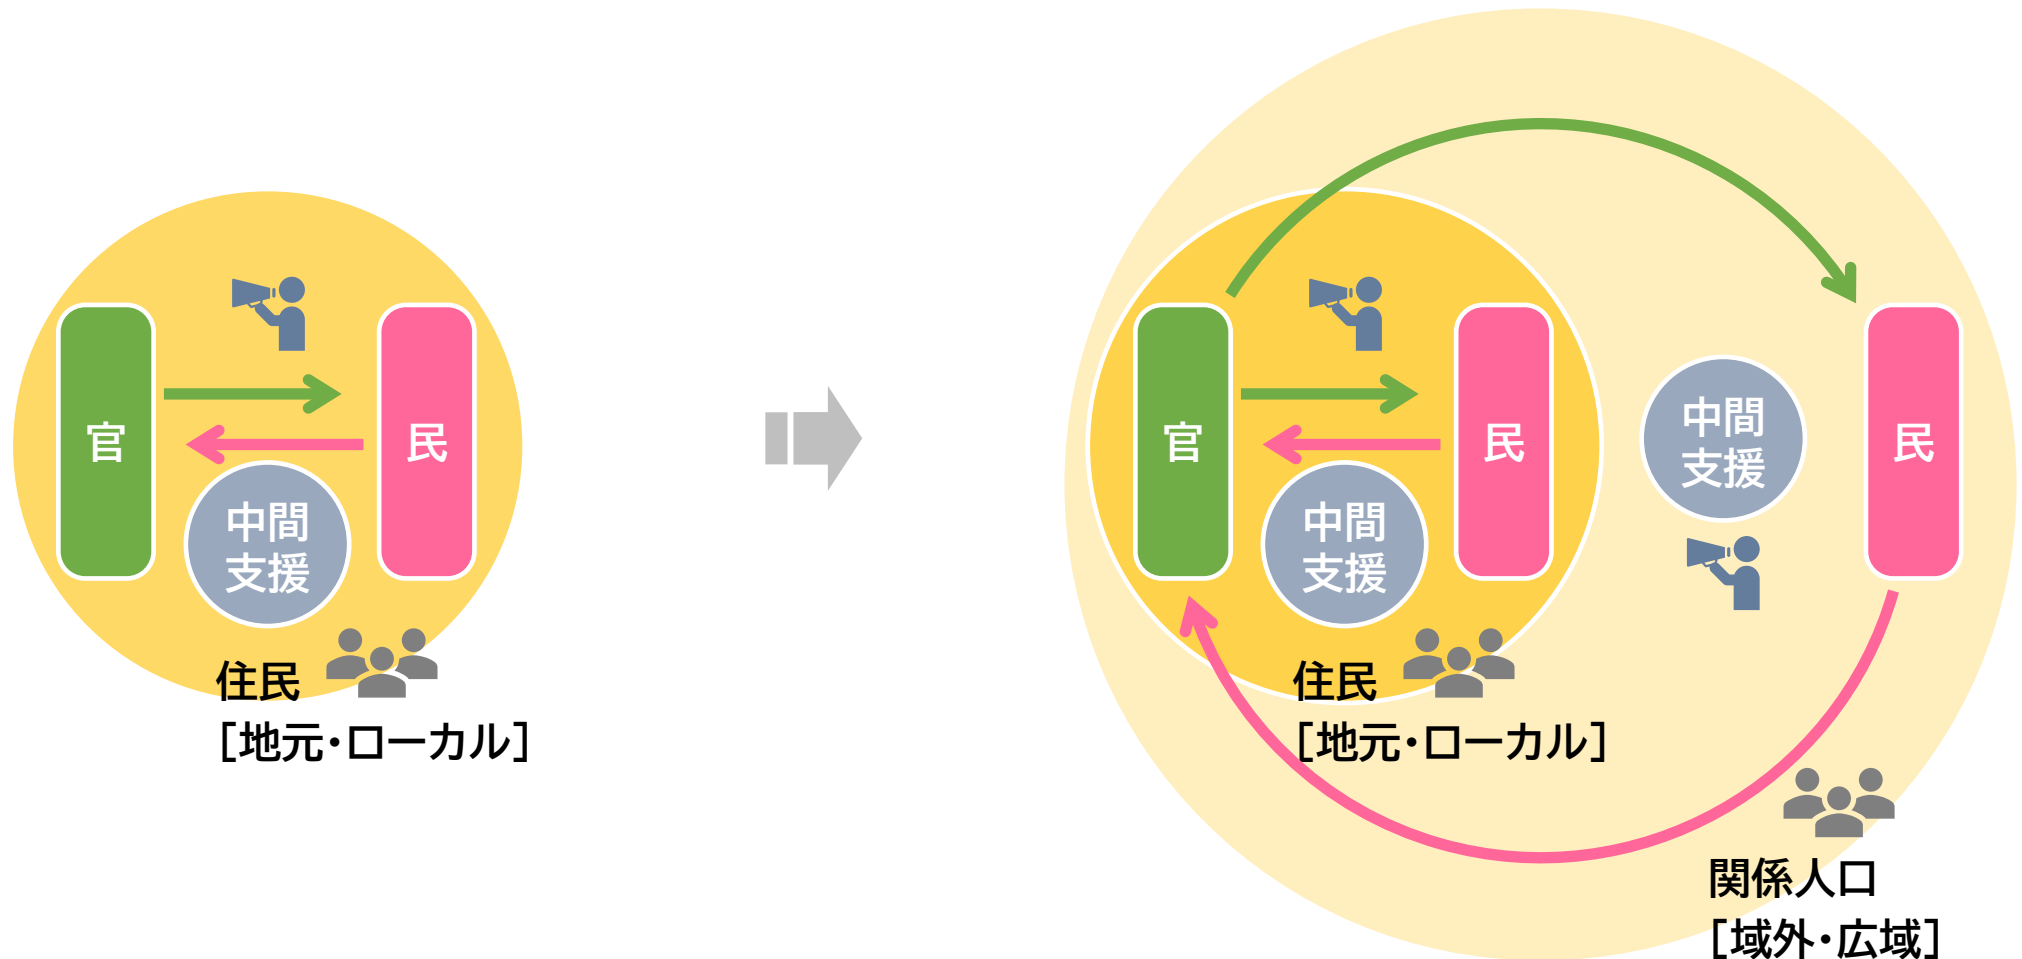 官
民
中間
支援
住民
［地元・ローカル］
官
民
中間
支援
住民
［地元・ローカル］
中間
支援
民
関係人口
［域外・広域］